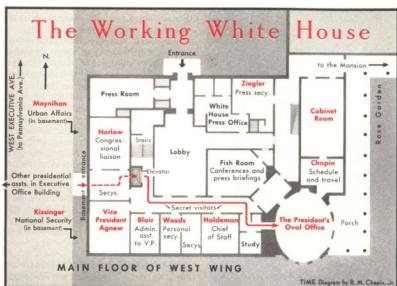 The Working White House
Entrance
N.
WEST EXECUTIVE AVE.
(to Pennsylvania Ave.)
to the Mansion
Rose Garden
Moynihan
Urban Affairs
(in basement)
Press Room
Ziegler
Press secy.
White
House
Press Office
Cabinet
Room
Harlow
Congres-
sional
liaison
Stairs
Lobby
Fish Room
Conferences and
press briefings
Chapin
Schedule
and travel
Other presidential
assts. in Executive
Office Building
Basement entrance
Elevator
Secys.
Secret visitors
Kissinger
National Security
(in basement)
Vice
President
Agnew
Blair
Admin.
asst.
to V.P.
Woods
Personal
secy.
Secys.
Haldeman
Chief
of Staff
Study
The President's
Oval Office
Porch
MAIN FLOOR OF WEST WING
TIME Diagram by R. M. Chapin, Jr.